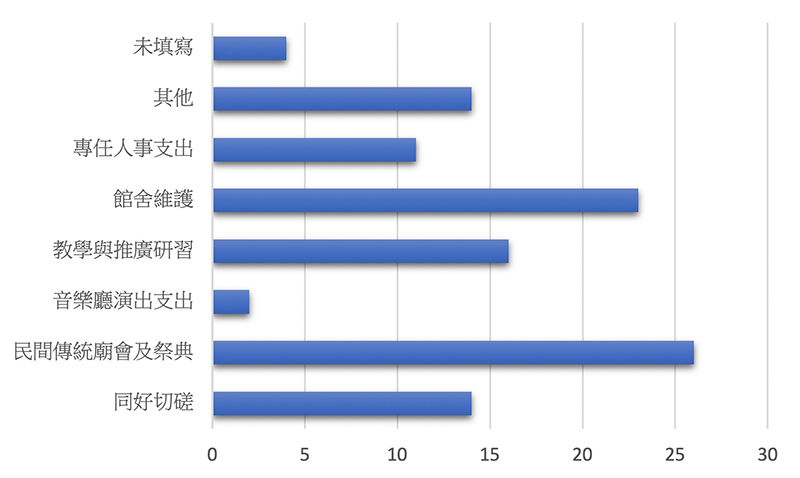 未填寫
其他
專任人事支出
館舍維護
教學與推廣研習
音樂廳演出支出
民間傳統廟會及祭典
同好切磋
0 5 10 15 20 25 30